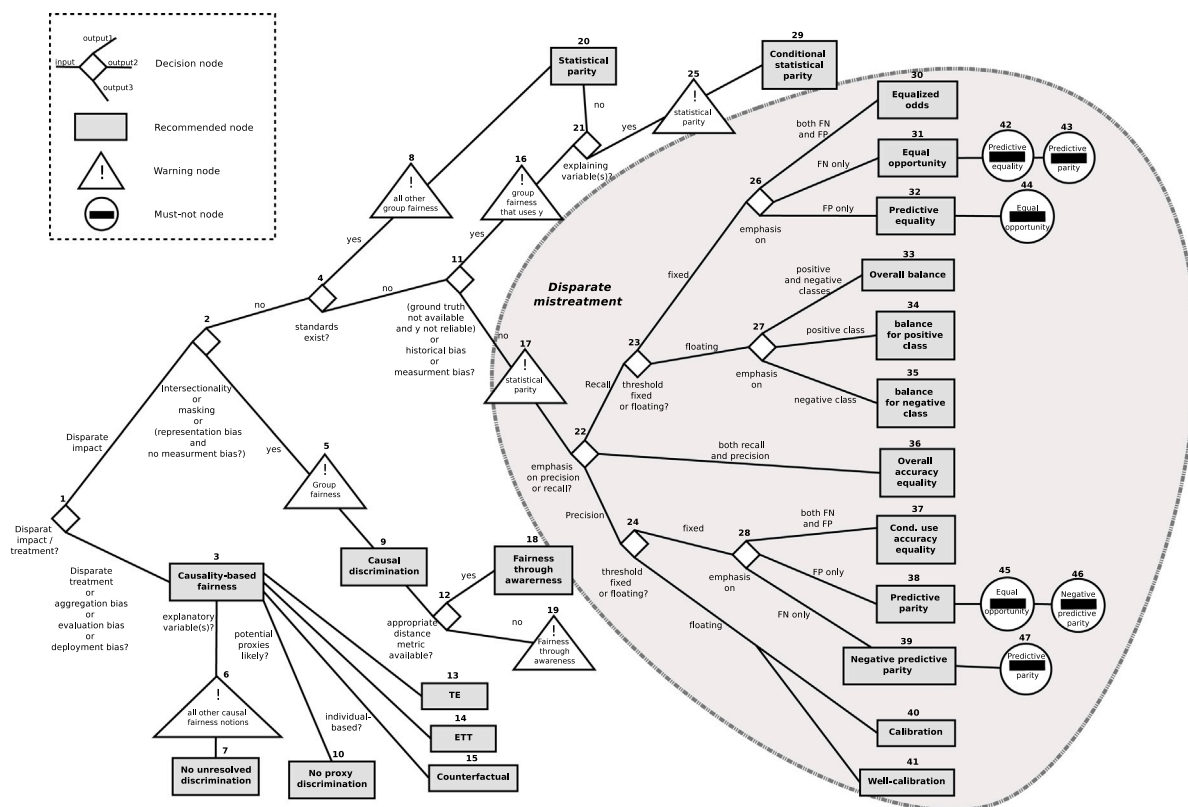 output1
input
output2
output3
Decision node
Recommended node
!
Warning node
Must-not node
20
Statistical
parity
29
Conditional
statistical
parity
25
!
statistical
parity
no
21
yes
explaining
variable(s)?
8
!
all other
group fairness
16
!
group
fairness
that uses y
yes
yes
4
no
no
standards
exist?
11
(ground truth
not available
and y not reliable)
or
historical bias
or
measurment bias?
no
17
!
statistical
parity
2
Intersectionality
or
masking
or
(representation bias
and
no measurment bias?)
yes
Disparate
impact
1
Disparat
impact /
treatment?
Disparate
treatment or
aggregation bias
or
evaluation bias
or
deployment bias?
5
!
Group
fairness
9
Causal
discrimination
12
yes
no
appropriate
distance
metric
available?
18
Fairness
through
awareness
19
!
Fairness
through
awareness
3
Causality-based
fairness
explanatory
variable(s)?
potential
proxies
likely?
individual-
based?
6
!
all other causal
fairness notions
7
No unresolved
discrimination
10
No proxy
discrimination
13
TE
14
ETT
15
Counterfactual
Disparate
mistreatment
22
emphasis
on precision
or recall?
Recall
both recall
and precision
Precision
23
threshold
fixed
or floating?
fixed
floating
26
emphasis
on
both FN
and FP
FN only
FP only
30
Equalized
odds
31
Equal
opportunity
42
Predictive
equality
43
Predictive
parity
32
Predictive
equality
44
Equal
opportunity
27
emphasis
on
positive
and negative
classes
positive class
negative class
33
Overall balance
34
balance
for positive
class
35
balance
for negative
class
36
Overall
accuracy
equality
24
threshold
fixed
or floating?
fixed
floating
28
emphasis
on
both FN
and FP
FP only
FN only
37
Cond. use
accuracy
equality
38
Predictive
parity
45
Equal
opportunity
46
Negative
predictive
parity
39
Negative predictive
parity
47
Predictive
parity
40
Calibration
41
Well-calibration